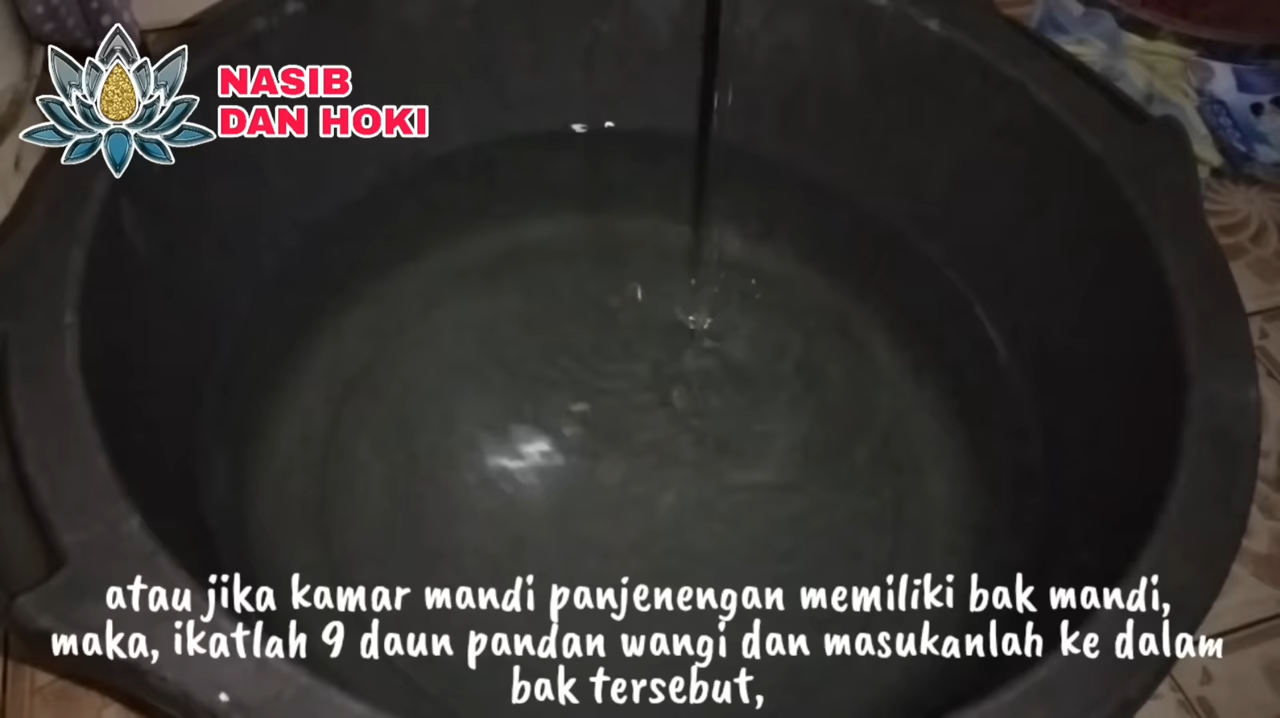 NASIB
DAN HOKI
atau jika kamar mandi panjenengan memiliki bak mandi,
maka, ikatlah 9 daun pandan wangi dan masukanlah ke dalam
bak tersebut,